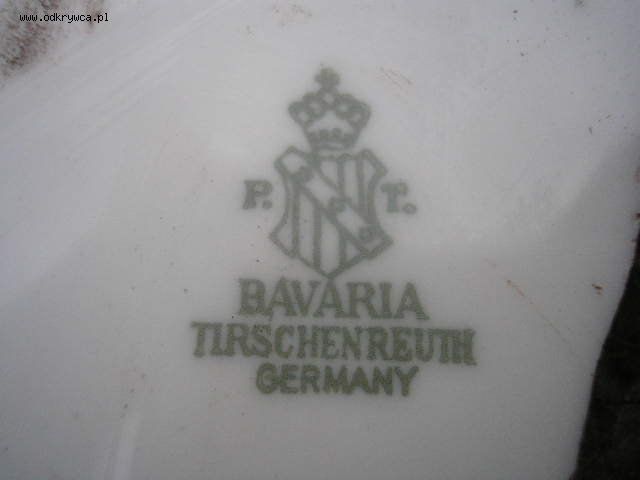 www.odkrywca.pl
P. T.
BAVARIA
TIRSCHENREUTH
GERMANY